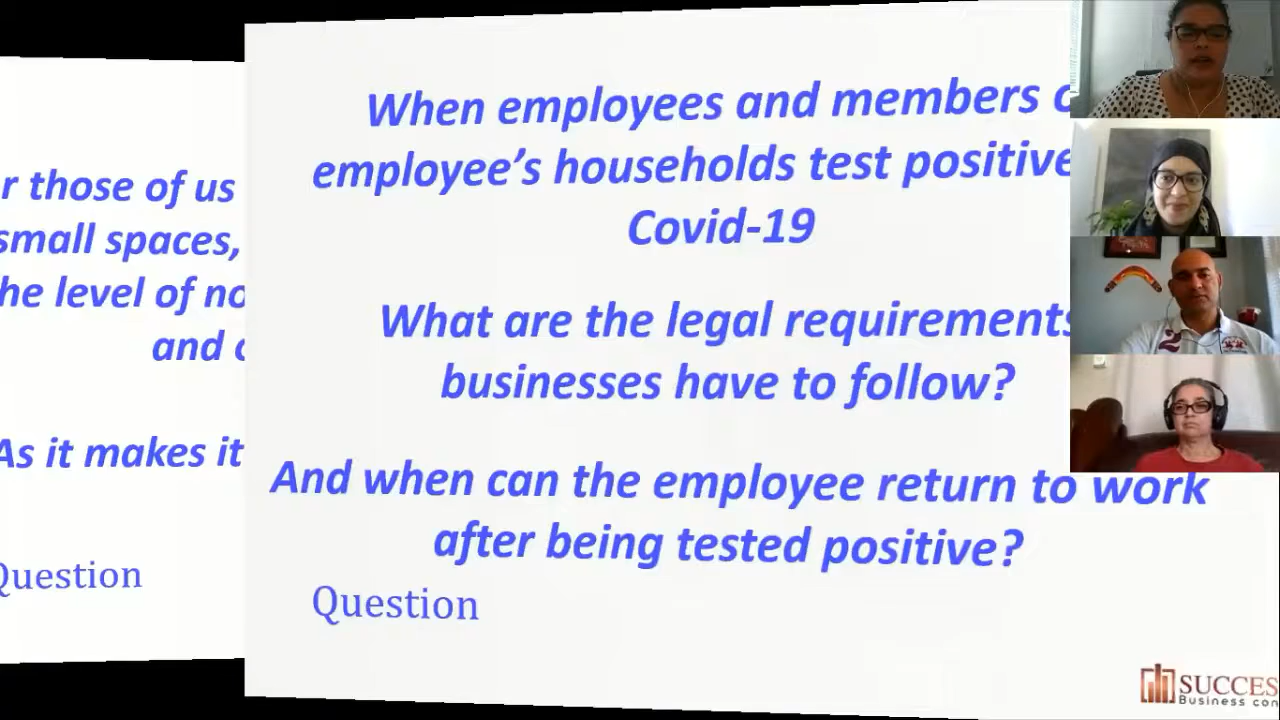 r those of us
small spaces,
he level of no
and
As it makes it
Question
When employees and members
employee's households test positive
Covid-19
What are the legal requirements
businesses have to follow?
And when can the employee return to work
after being tested positive?
Question
SUCCES
Business con